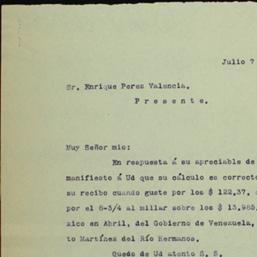 Julio 7
Sr. Enrique Perez Valencia.
Presente.
Muy Señor mio:
En respuesta á su apreciable de
manifiesto á Ud que su cálculo es correcto
su recibo cuando guste por los $ 122,37,
por el 8-3/4 al millar sobre los $ 13,985,
xico en Abril, del Gobierno de Venezuela,
to Martínez del Río Hermanos.
Quedo de Ud atento S. S.